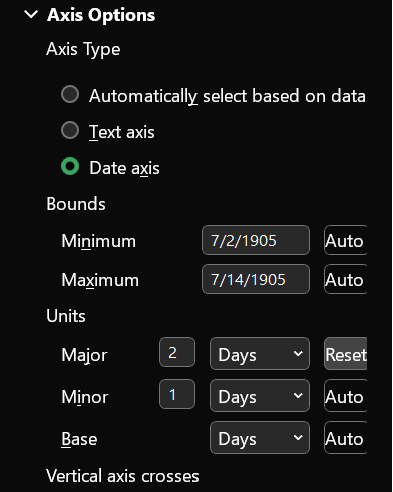 Axis Options
Axis Type
Automatically select based on data
Text axis
Date axis
Bounds
Minimum 7/2/1905 Auto
Maximum 7/14/1905 Auto
Units
Major 2 Days Reset
Minor 1 Days Auto
Base Days Auto
Vertical axis crosses